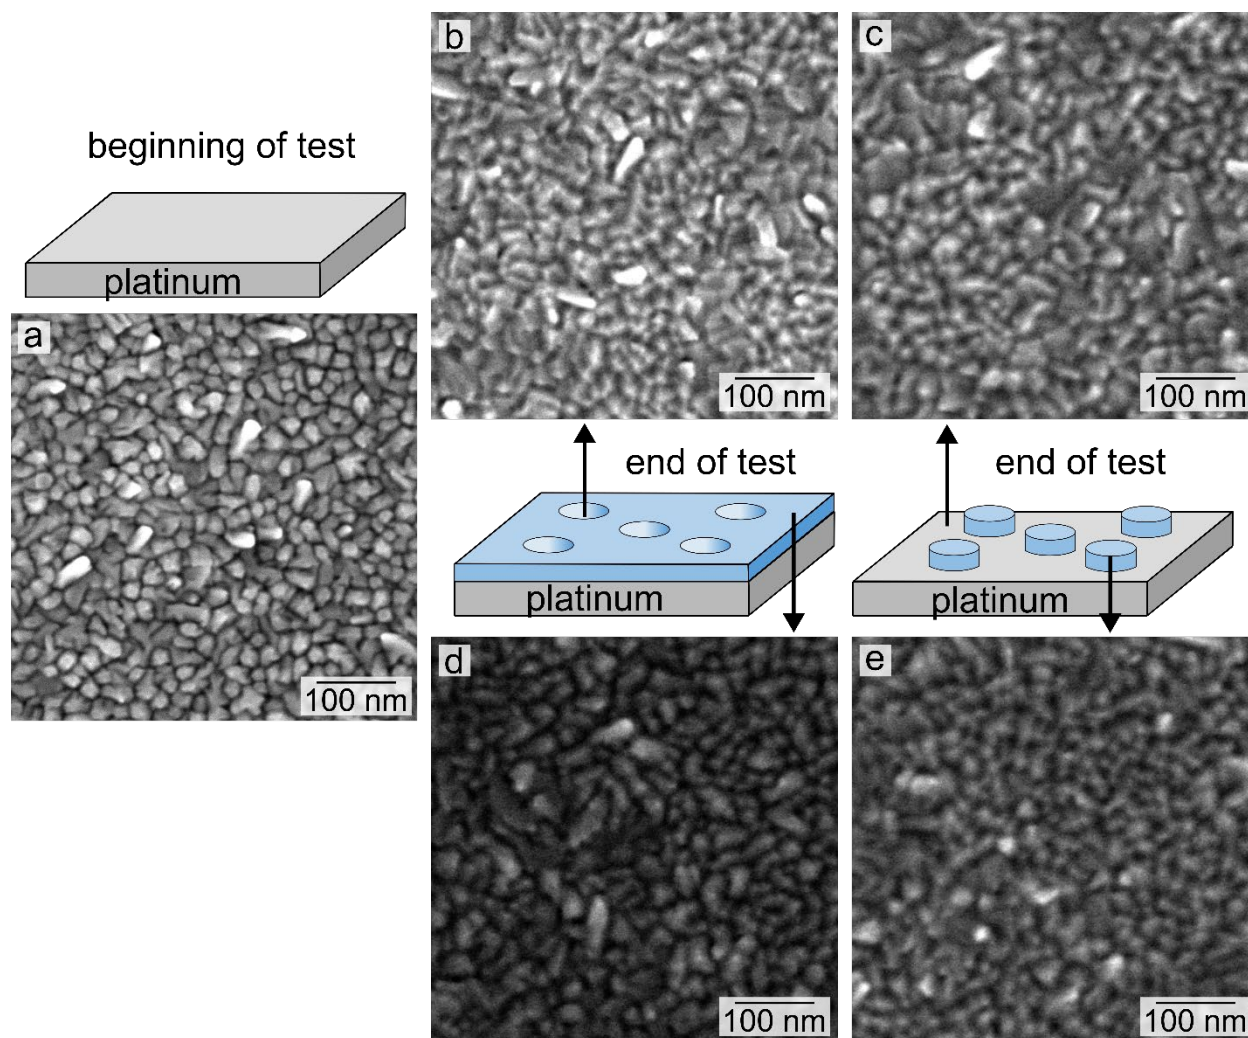 beginning of test
platinum
a
100 nm
b
100 nm
c
100 nm
end of test
platinum
end of test
platinum
d
100 nm
e
100 nm